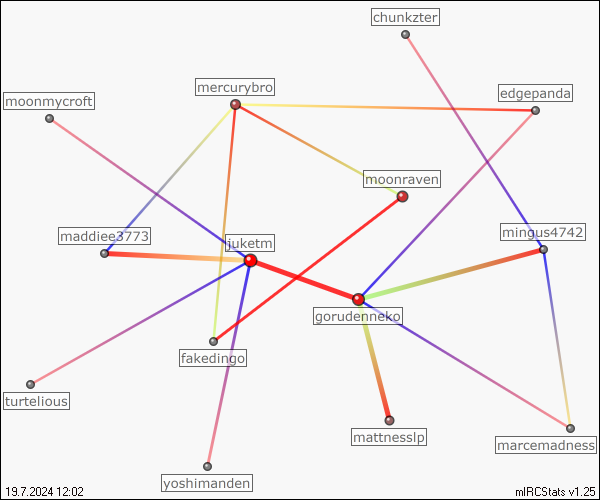 chunkzter
mercurybro
edgepanda
moonmycroft
moonraven
maddiee3773
juketm
mingus4742
gorudenneko
fakedingo
turtelious
mattnesslp
marcemadness
yoshimanden
19.7.2024 12:02
mIRCStats v1.25